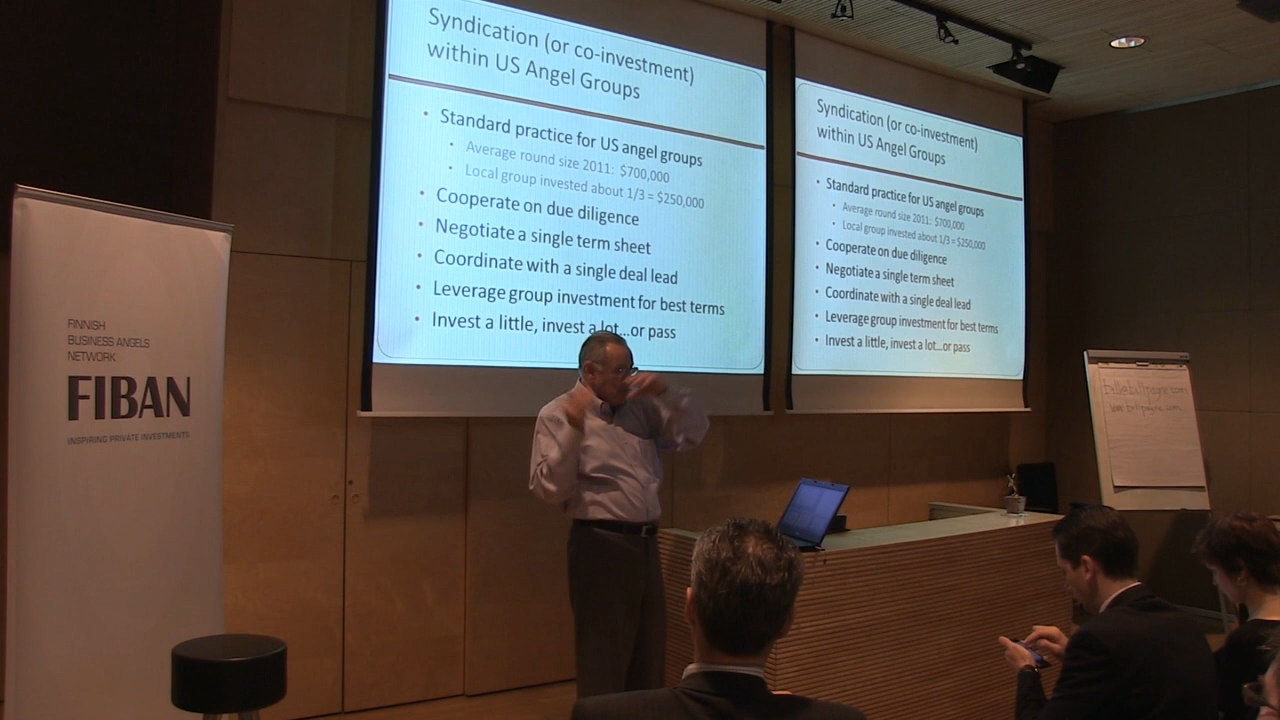 FINNISH
BUSINESS ANGELS
NETWORK
FIBAN
INSPIRING PRIVATE INVESTMENTS
Syndication (or co-investment)
within US Angel Groups
• Standard practice for US angel groups
• Average round size 2011: $700,000
• Local group invested about 1/3 = $250,000
• Cooperate on due diligence
• Negotiate a single term sheet
• Coordinate with a single deal lead
• Leverage group investment for best terms
• Invest a little, invest a lot...or pass
Syndication (or co-investment)
within US Angel Groups
• Standard practice for US angel groups
• Average round size 2011: $700,000
• Local group invested about 1/3 = $250,000
• Cooperate on due diligence
• Negotiate a single term sheet
• Coordinate with a single deal lead
• Leverage group investment for best terms
• Invest a little, invest a lot...or pass
bill@billpayne.com
www.billpayne.com